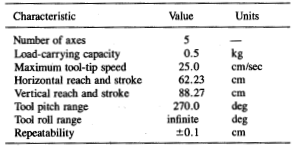 Characteristic Value Units
Number of axes 5 —
Load-carrying capacity 0.5 kg
Maximum tool-tip speed 25.0 cm/sec
Horizontal reach and stroke 62.23 cm
Vertical reach and stroke 88.27 cm
Tool pitch range 270.0 deg
Tool roll range infinite deg
Repeatability ±0.1 cm